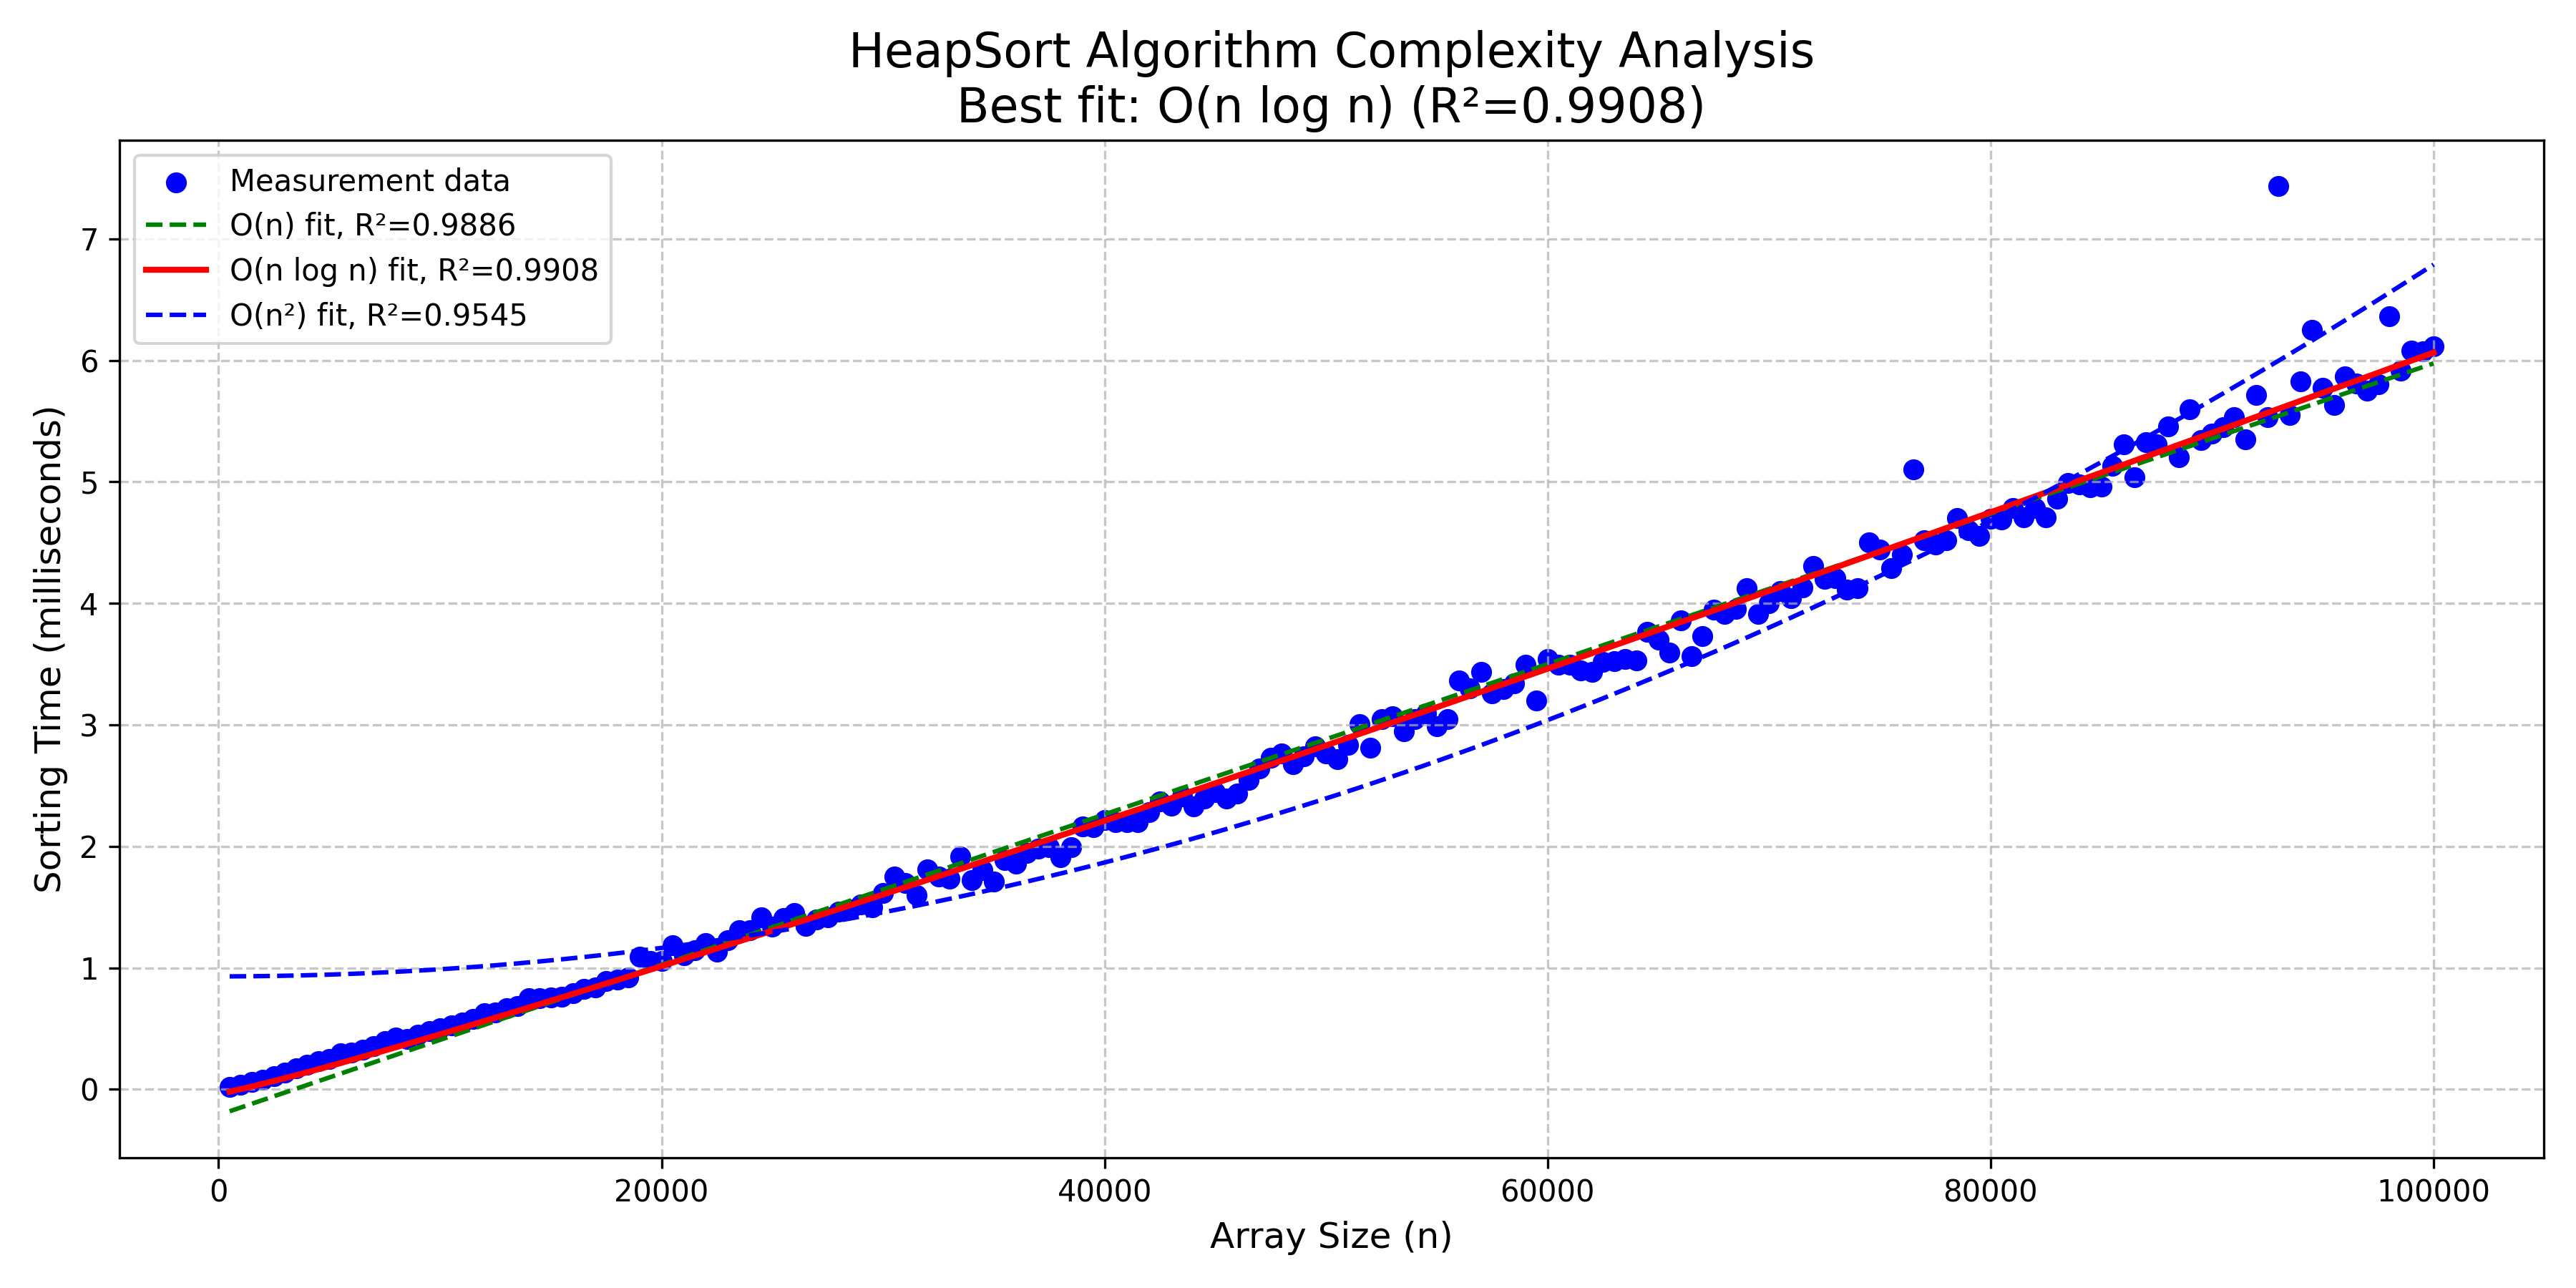 HeapSort Algorithm Complexity Analysis
Best fit: O(n log n) (R²=0.9908)
Measurement data
O(n) fit, R²=0.9886
O(n log n) fit, R²=0.9908
O(n²) fit, R²=0.9545
Sorting Time (milliseconds)
7
6
5
4
3
2
1
0
0 20000 40000 60000 80000 100000
Array Size (n)